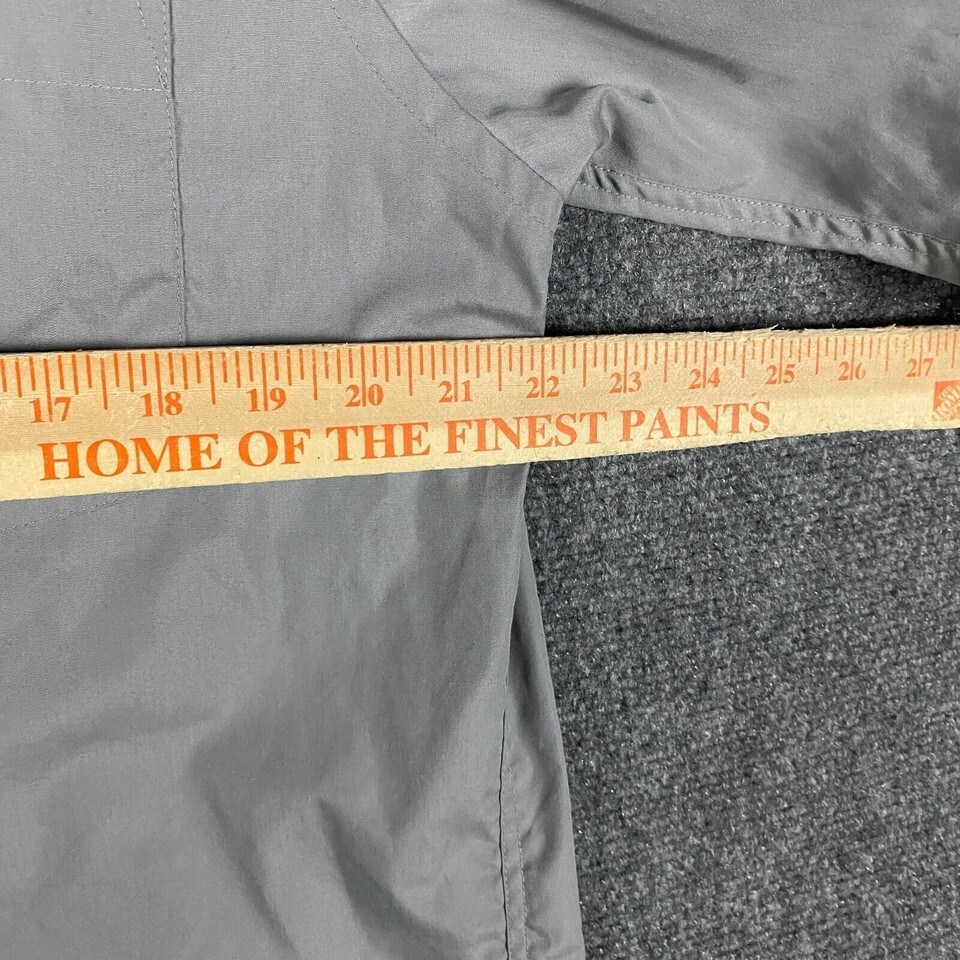 17 18 19 20 21 22 23 24 25 26 27
HOME OF THE FINEST PAINTS